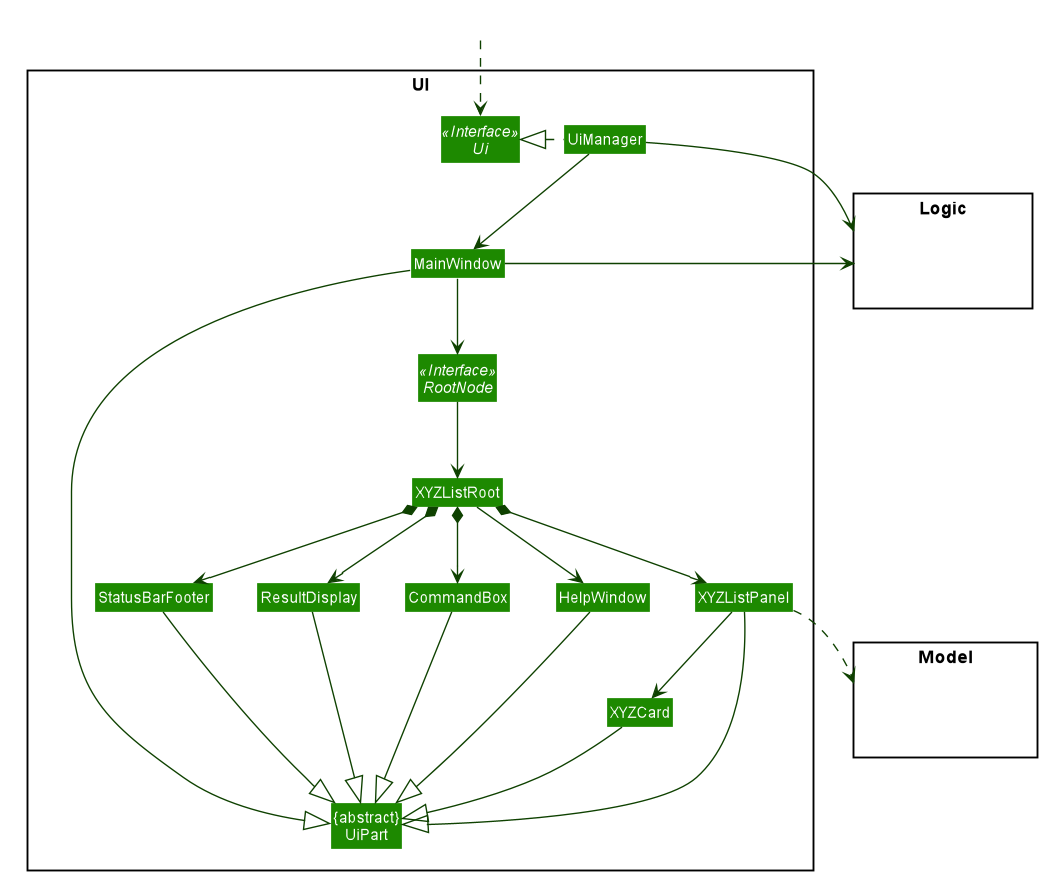 UI
«Interface»
Ui
UiManager
Logic
MainWindow
«Interface»
RootNode
XYZListRoot
StatusBarFooter
ResultDisplay
CommandBox
HelpWindow
XYZListPanel
Model
XYZCard
{abstract}
UiPart